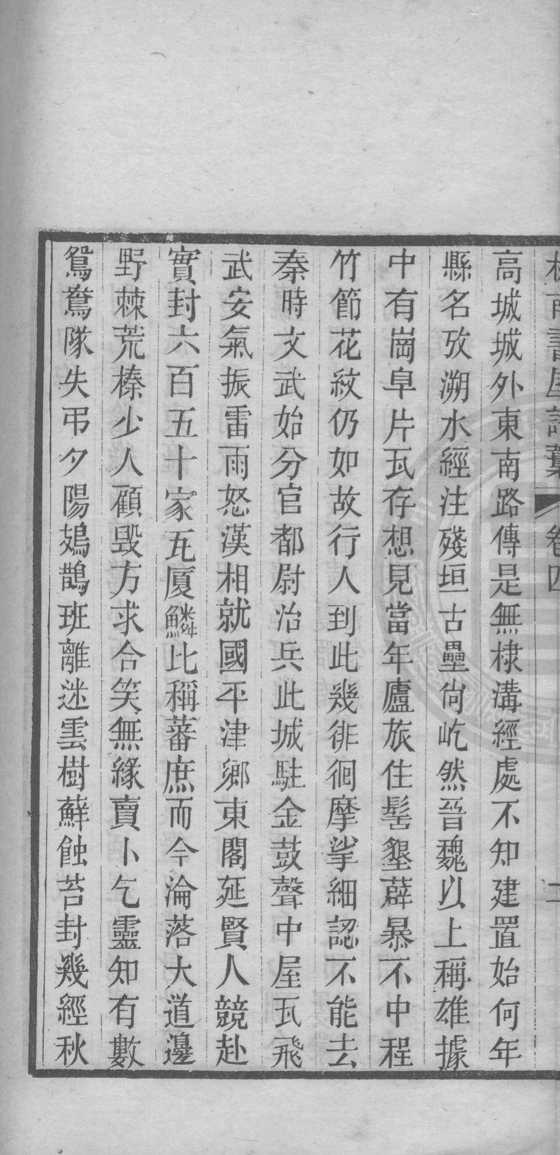 卷四
高城城外東南路傳是無棣溝經處不知建置始何年
縣名攷溯水經注殘垣古壘尙屹然晉魏以上稱雄據
中有崗阜片瓦存想見當年廬旅住髻墾薜暴不中程
竹節花紋仍如故行人到此幾徘徊摩挲細認不能去
秦時文武始分官都尉治兵此城駐金鼓聲中屋瓦飛
武安氣振雷雨怒漢相就國平津鄉東閣延賢人競赴
實封六百五十家瓦厦鱗比稱蕃庶而今淪落大道邊
野棘荒榛少人顧毀方求合笑無緣賣卜乞靈知有數
鴛鴦隊失弔夕陽鳷鵲班離迷雲樹蘚蝕苔封幾經秋